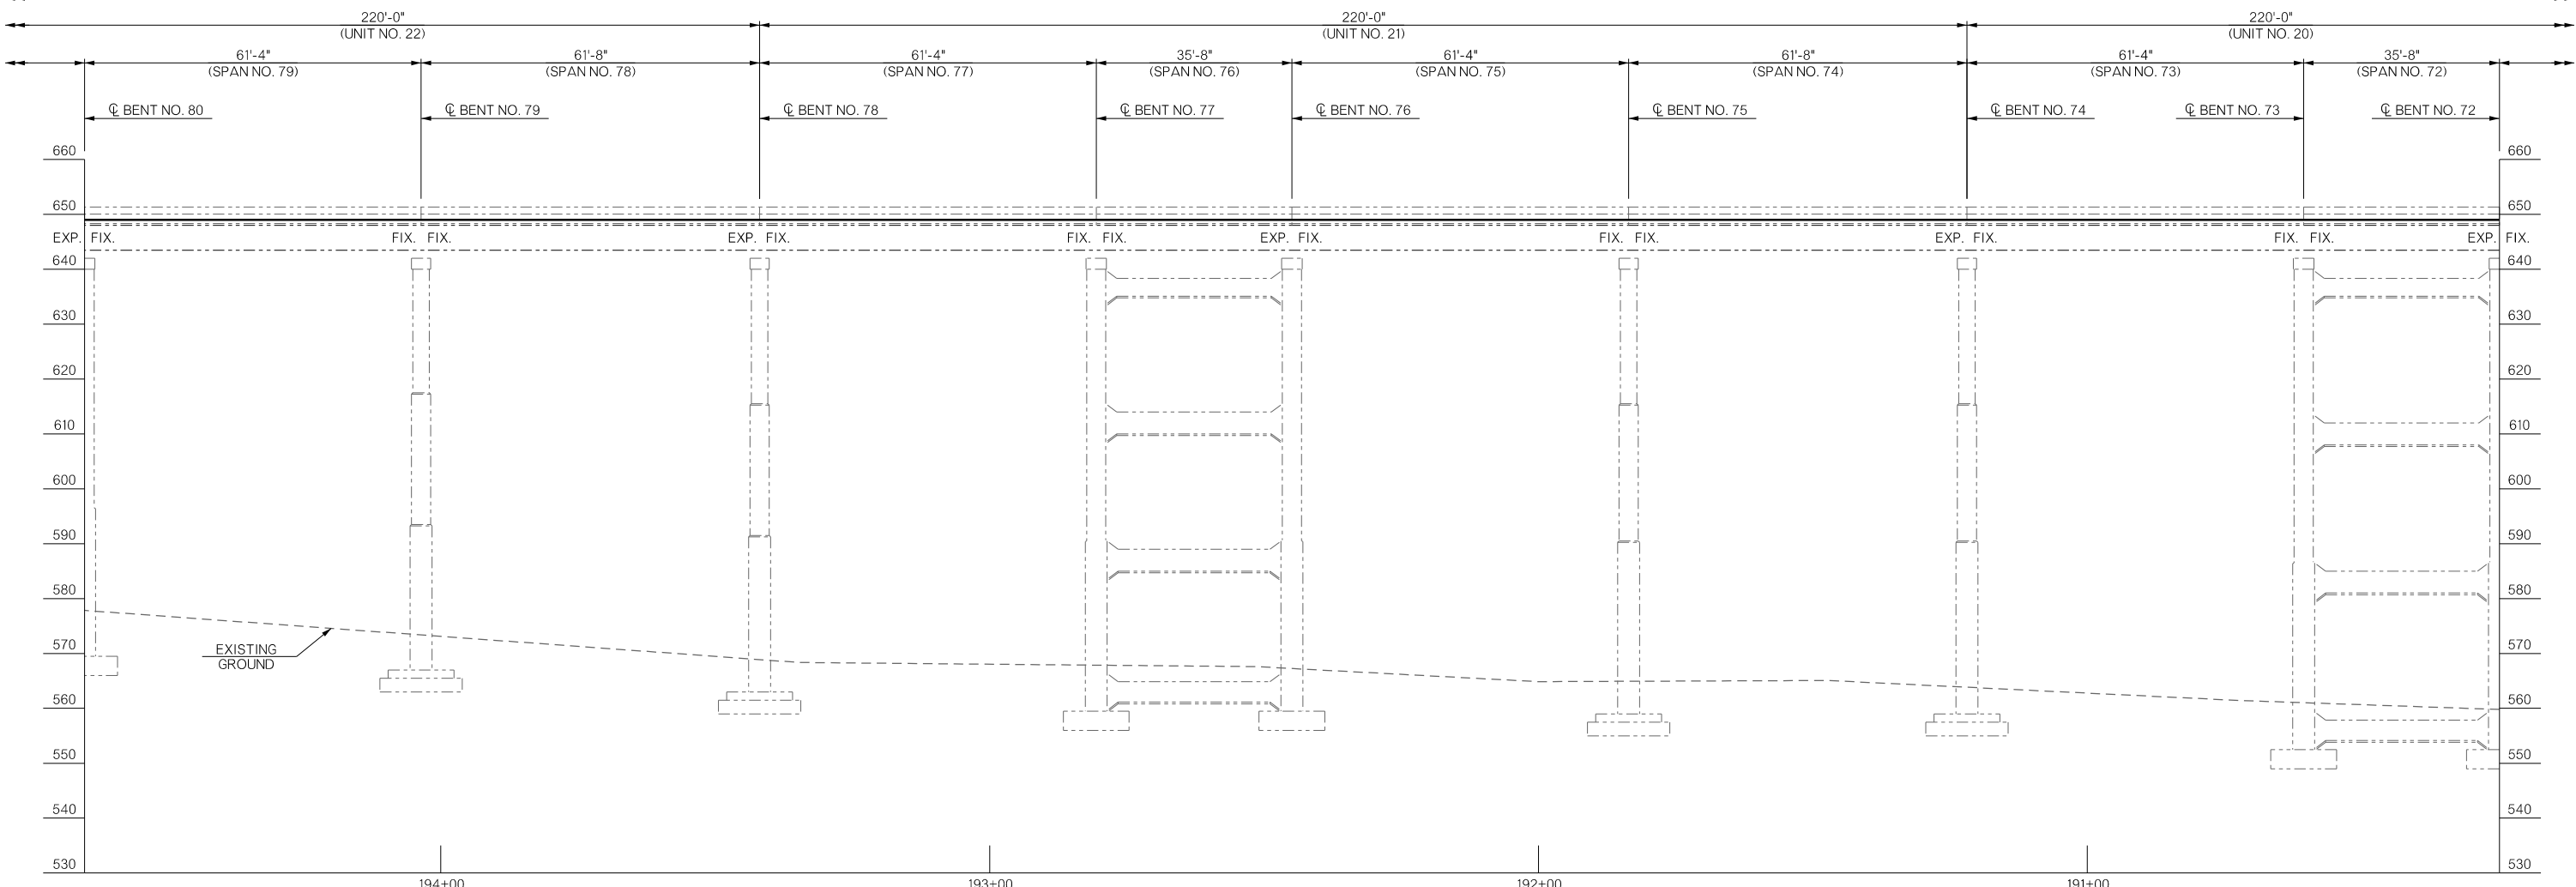 220'-0" 220'-0" 220'-0"
(UNIT NO. 22) (UNIT NO. 21) (UNIT NO. 20)
61'-4" 61'-8" 61'-4" 35'-8" 61'-4" 61'-8" 61'-4" 35'-8"
(SPAN NO. 79) (SPAN NO. 78) (SPAN NO. 77) (SPAN NO. 76) (SPAN NO. 75) (SPAN NO. 74) (SPAN NO. 73) (SPAN NO. 72)
℄ BENT NO. 80 ℄ BENT NO. 79 ℄ BENT NO. 78 ℄ BENT NO. 77 ℄ BENT NO. 76 ℄ BENT NO. 75 ℄ BENT NO. 74 ℄ BENT NO. 73 ℄ BENT NO. 72
660 660
650 650
EXP. FIX. FIX. FIX. EXP. FIX. FIX. FIX. EXP. FIX. FIX. FIX. EXP. FIX. FIX. FIX. EXP. FIX.
640 640
630 630
620 620
610 610
600 600
590 590
580 580
570 570
EXISTING
GROUND
560 560
550 550
540 540
530 530
194+00 193+00 192+00 191+00